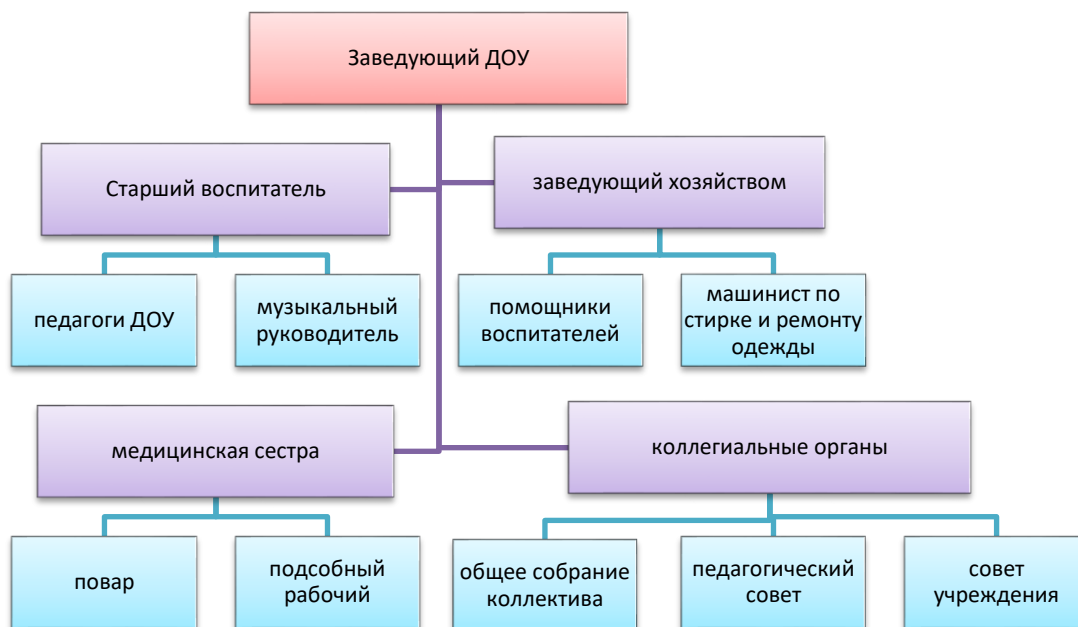 Заведующий ДОУ
Старший воспитатель
заведующий хозяйством
педагоги ДОУ
музыкальный
руководитель
помощники
воспитателей
машинист по
стирке и ремонту
одежды
медицинская сестра
коллегиальные органы
повар
подсобный
рабочий
общее собрание
коллектива
педагогический
совет
совет
учреждения